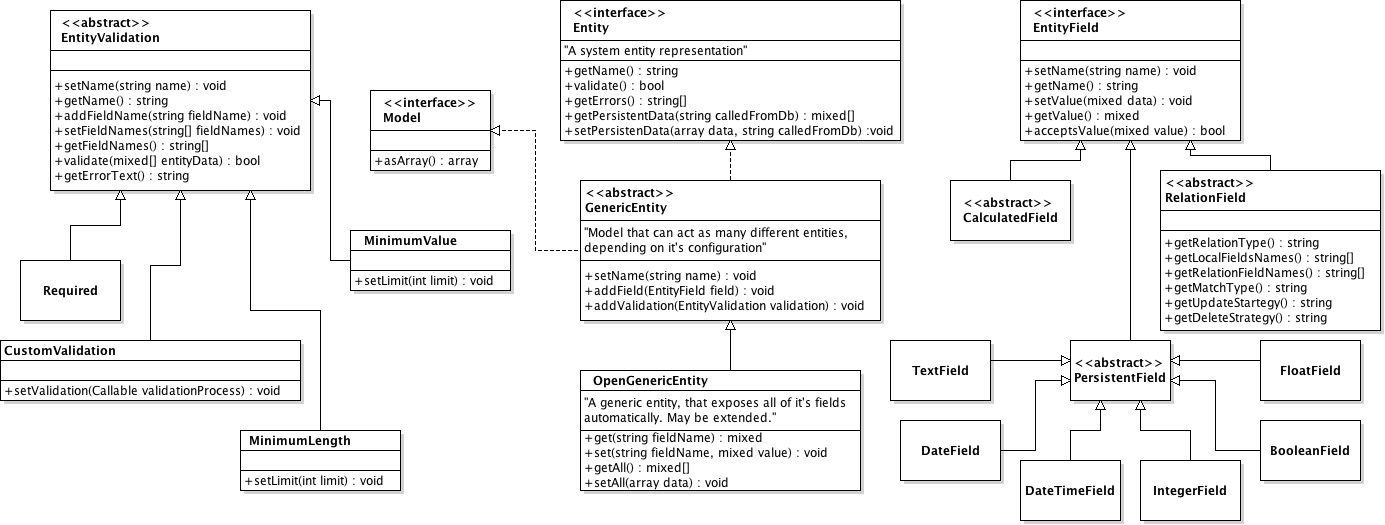 <<abstract>>
EntityValidation
+setName(string name) : void
+getName() : string
+addFieldName(string fieldName) : void
+setFieldNames(string[] fieldNames) : void
+getFieldNames() : string[]
+validate(mixed[] entityData) : bool
+getErrorText() : string
Required
CustomValidation
+setValidation(Callable validationProcess) : void
MinimumLength
+setLimit(int limit) : void
MinimumValue
+setLimit(int limit) : void
<<interface>>
Model
+asArray() : array
<<interface>>
Entity
"A system entity representation"
+getName() : string
+validate() : bool
+getErrors() : string[]
+getPersistentData(string calledFromDb) : mixed[]
+setPersistenData(array data, string calledFromDb) :void
<<abstract>>
GenericEntity
"Model that can act as many different entities,
depending on it's configuration"
+setName(string name) : void
+addField(EntityField field) : void
+addValidation(EntityValidation validation) : void
OpenGenericEntity
"A generic entity, that exposes all of it's fields
automatically. May be extended."
+get(string fieldName) : mixed
+set(string fieldName, mixed value) : void
+getAll() : mixed[]
+setAll(array data) : void
<<interface>>
EntityField
+setName(string name) : void
+getName() : string
+setValue(mixed data) : void
+getValue() : mixed
+acceptsValue(mixed value) : bool
<<abstract>>
CalculatedField
<<abstract>>
RelationField
+getRelationType() : string
+getLocalFieldsNames() : string[]
+getRelationFieldNames() : string[]
+getMatchType() : string
+getUpdateStartegy() : string
+getDeleteStrategy() : string
TextField
<<abstract>>
PersistentField
FloatField
DateField
DateTimeField
IntegerField
BooleanField